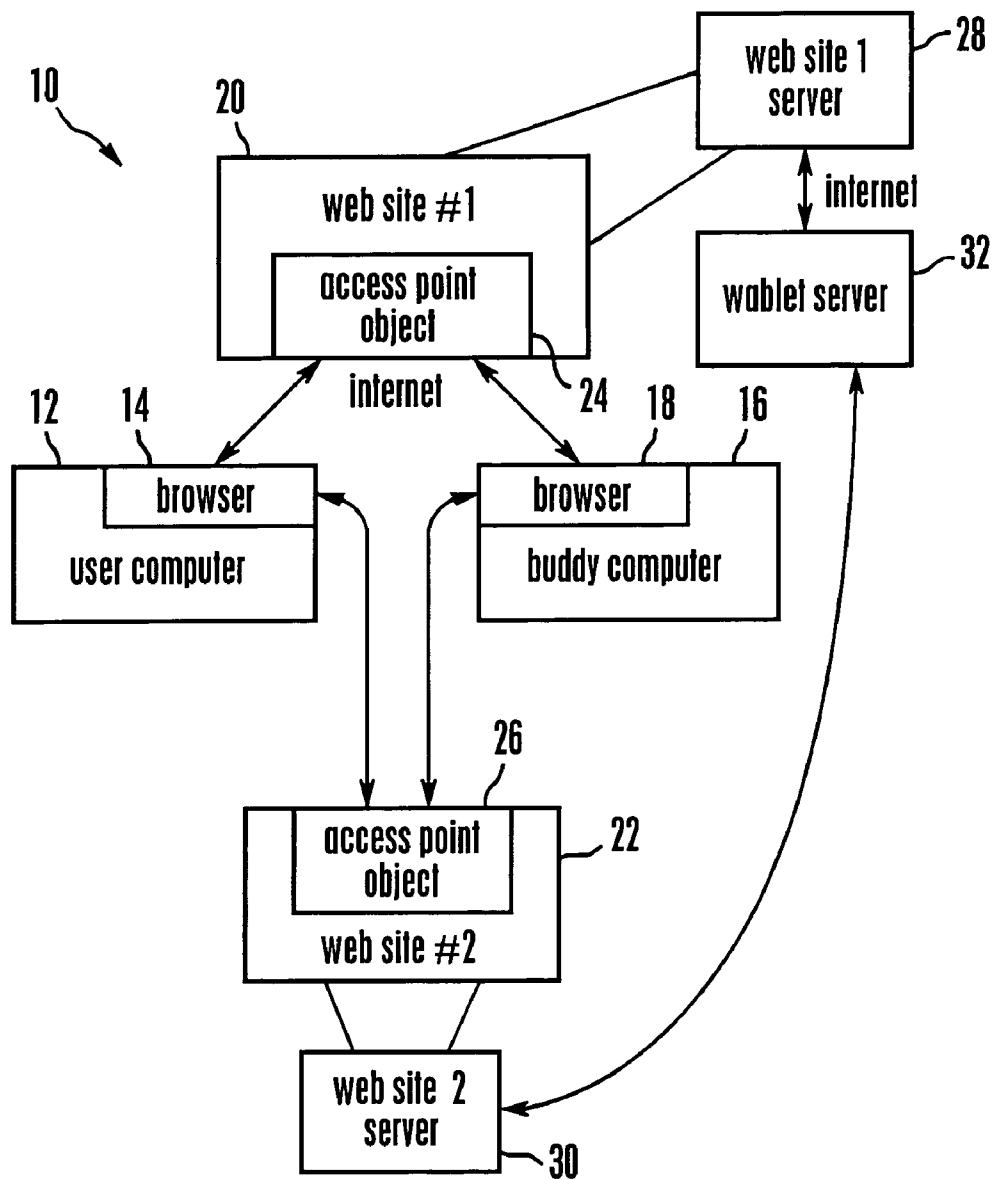 10
20
28
web site 1
server
web site #1
internet
access point
object
32
wablet server
24
internet
12
14
18
16
browser
browser
user computer
buddy computer
26
access point
object
22
web site #2
web site 2
server
30